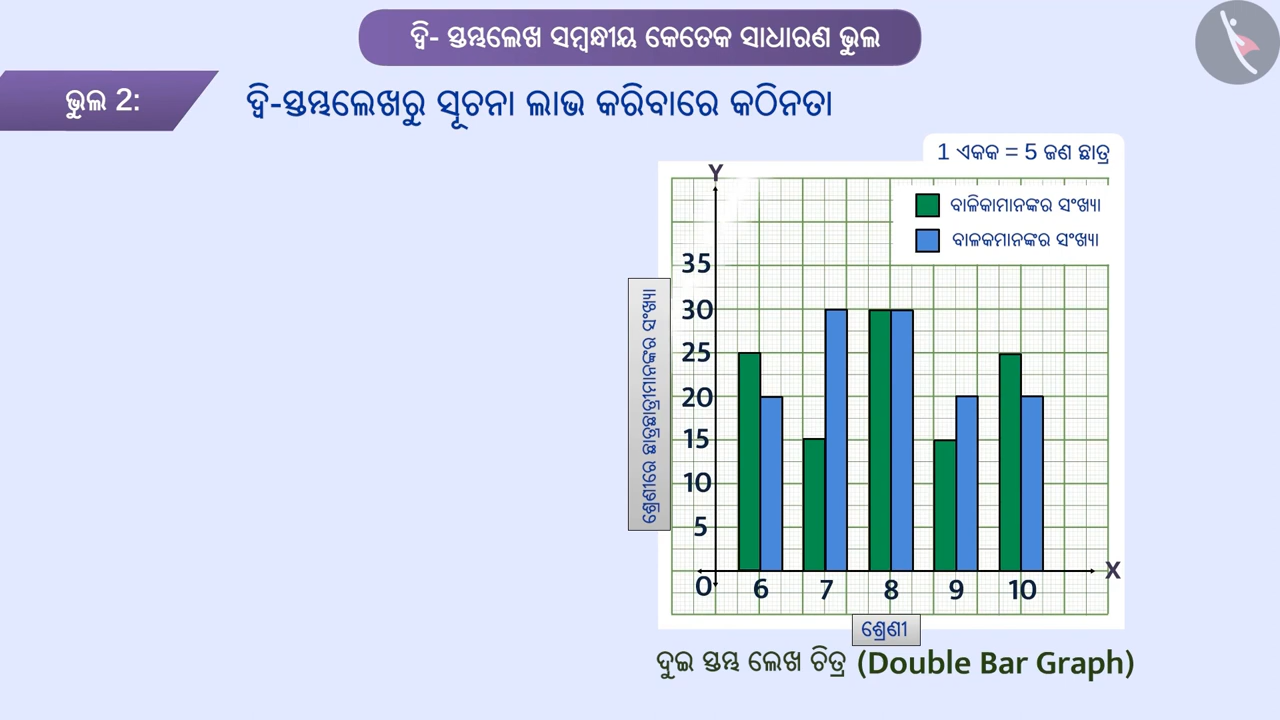 ଦ୍ଵି- ସ୍ତମ୍ଭଲେଖ ସମ୍ବନ୍ଧୀୟ କେତେକ ସାଧାରଣ ଭୁଲ
ଭୁଲ 2:
ଦ୍ଵି-ସ୍ତମ୍ଭଲେଖରୁ ସୂଚନା ଲାଭ କରିବାରେ କଠିନତା
1 ଏକକ = 5 ଜଣ ଛାତ୍ର
Y
ବାଳିକାମାନଙ୍କର ସଂଖ୍ୟା
ବାଳକମାନଙ୍କର ସଂଖ୍ୟା
35
30
25
20
15
10
5
0
ଶ୍ରେଣୀରେ ଛାତ୍ରଛାତ୍ରୀମାନଙ୍କର ସଂଖ୍ୟା
6 7 8 9 10
X
ଶ୍ରେଣୀ
ଦୁଇ ସ୍ତମ୍ଭ ଲେଖ ଚିତ୍ର (Double Bar Graph)